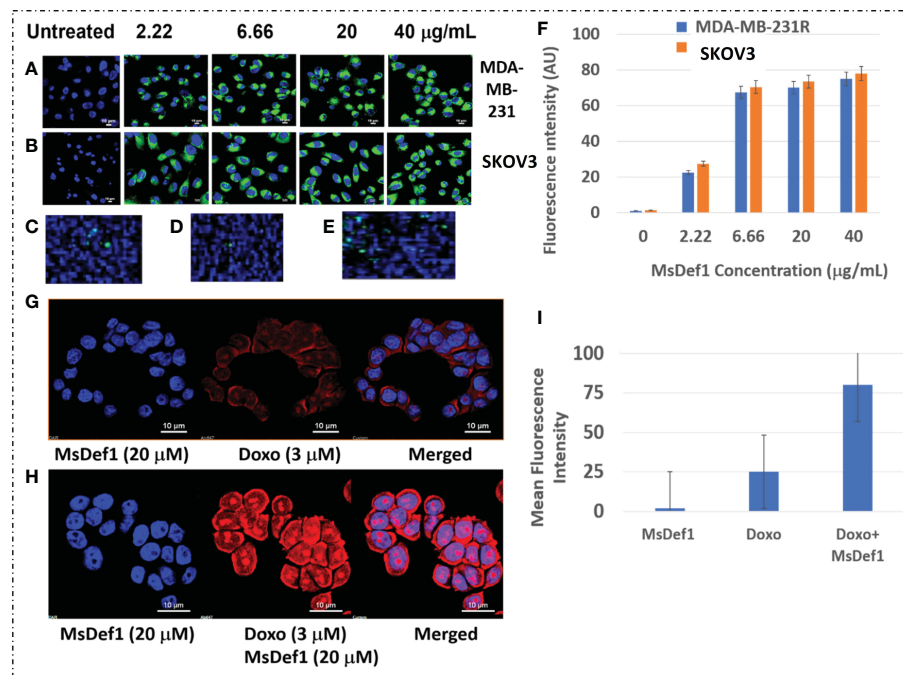 Untreated 2.22 6.66 20 40 μg/mL
A
MDA-
MB-
231
B
SKOV3
C D E
F
MDA-MB-231R
SKOV3
Fluorescence intensity (AU)
100
80
60
40
20
0
0 2.22 6.66 20 40
MsDef1 Concentration (μg/mL)
G
10 μm 10 μm 10 μm
MsDef1 (20 μM) Doxo (3 μM) Merged
H
10 μm 10 μm 10 μm
MsDef1 (20 μM) Doxo (3 μM) Merged
MsDef1 (20 μM)
I
Mean Fluorescence
Intensity
100
75
50
25
0
MsDef1 Doxo Doxo+
MsDef1